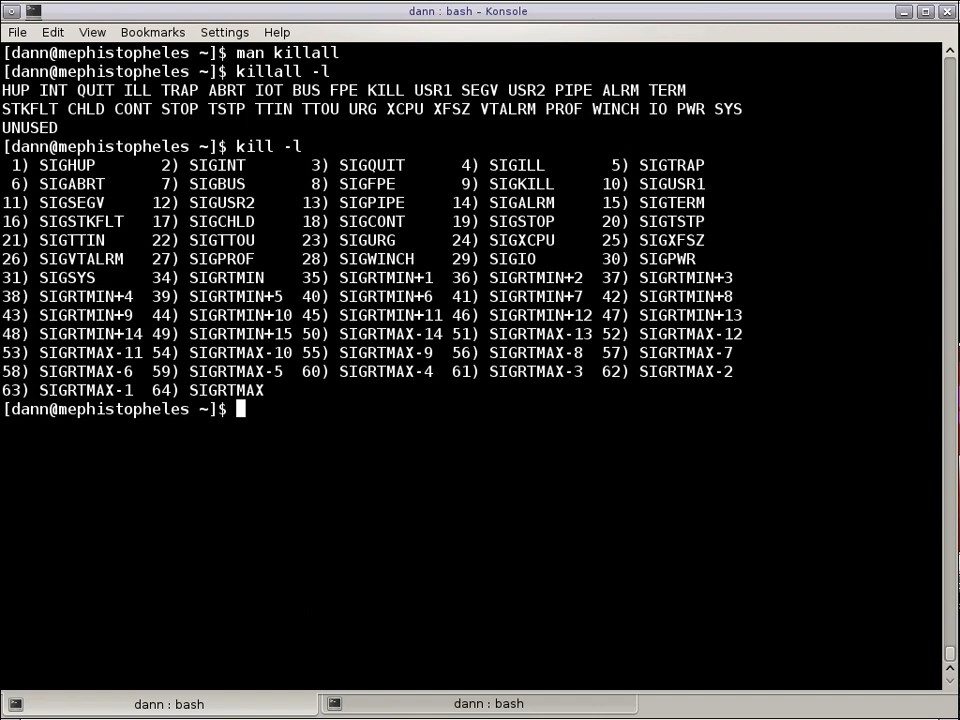 dann : bash - Konsole
File Edit View Bookmarks Settings Help
[dann@mephistopheles ~]$ man killall
[dann@mephistopheles ~]$ killall -l
HUP INT QUIT ILL TRAP ABRT IOT BUS FPE KILL USR1 SEGV USR2 PIPE ALRM TERM
STKFLT CHLD CONT STOP TSTP TTIN TTOU URG XCPU XFSZ VTALRM PROF WINCH IO PWR SYS
UNUSED
[dann@mephistopheles ~]$ kill -l
 1) SIGHUP       2) SIGINT       3) SIGQUIT      4) SIGILL       5) SIGTRAP
 6) SIGABRT      7) SIGBUS       8) SIGFPE       9) SIGKILL     10) SIGUSR1
11) SIGSEGV     12) SIGUSR2     13) SIGPIPE     14) SIGALRM     15) SIGTERM
16) SIGSTKFLT   17) SIGCHLD     18) SIGCONT     19) SIGSTOP     20) SIGTSTP
21) SIGTTIN     22) SIGTTOU     23) SIGURG      24) SIGXCPU     25) SIGXFSZ
26) SIGVTALRM   27) SIGPROF     28) SIGWINCH    29) SIGIO       30) SIGPWR
31) SIGSYS      34) SIGRTMIN    35) SIGRTMIN+1  36) SIGRTMIN+2  37) SIGRTMIN+3
38) SIGRTMIN+4  39) SIGRTMIN+5  40) SIGRTMIN+6  41) SIGRTMIN+7  42) SIGRTMIN+8
43) SIGRTMIN+9  44) SIGRTMIN+10 45) SIGRTMIN+11 46) SIGRTMIN+12 47) SIGRTMIN+13
48) SIGRTMIN+14 49) SIGRTMIN+15 50) SIGRTMAX-14 51) SIGRTMAX-13 52) SIGRTMAX-12
53) SIGRTMAX-11 54) SIGRTMAX-10 55) SIGRTMAX-9  56) SIGRTMAX-8  57) SIGRTMAX-7
58) SIGRTMAX-6  59) SIGRTMAX-5  60) SIGRTMAX-4  61) SIGRTMAX-3  62) SIGRTMAX-2
63) SIGRTMAX-1  64) SIGRTMAX
[dann@mephistopheles ~]$
dann : bash dann : bash